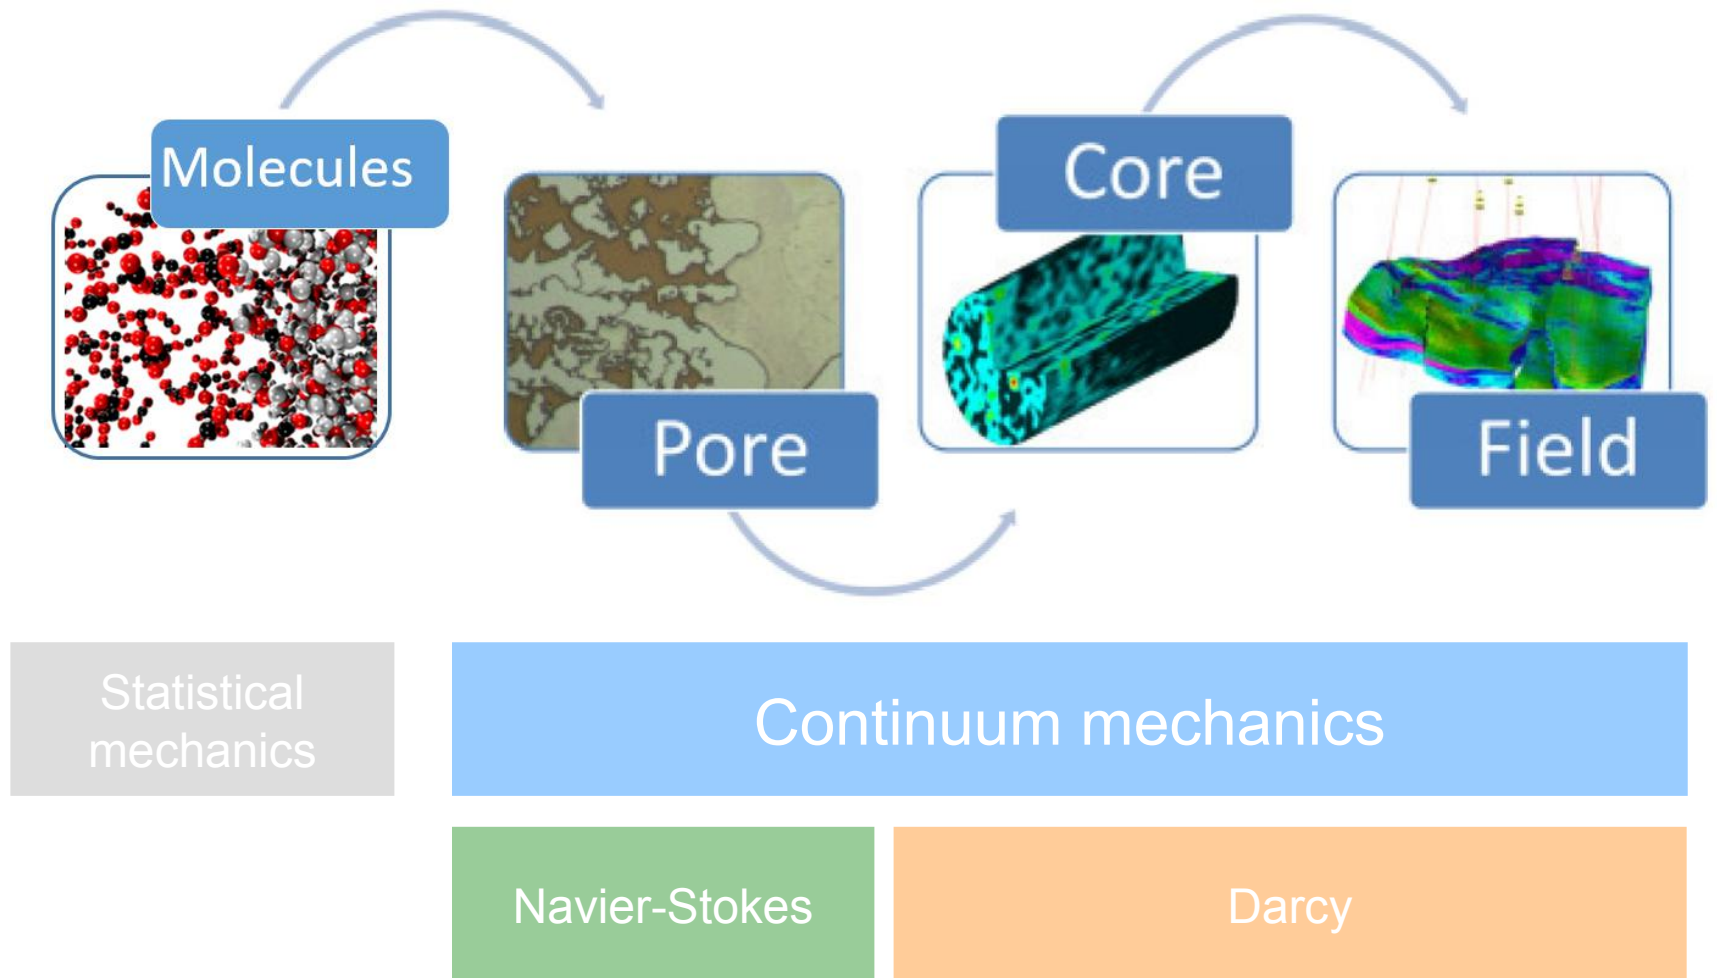 Molecules
Core
Pore
Field
Statistical
mechanics
Continuum mechanics
Navier-Stokes
Darcy